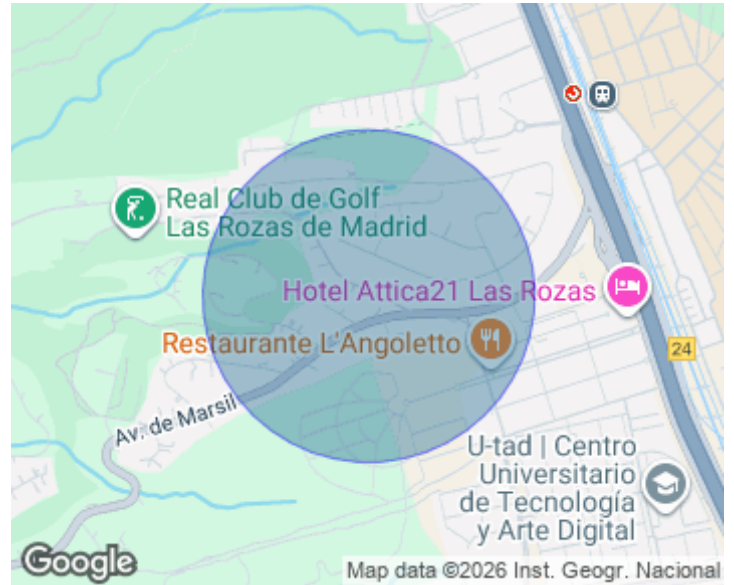 Real Club de Golf
Las Rozas de Madrid
Hotel Attica21 Las Rozas
Restaurante L'Angoletto
24
Av. de Marsil
U-tad | Centro
Universitario
de Tecnología
y Arte Digital
Google
Map data ©2026 Inst. Geogr. Nacional